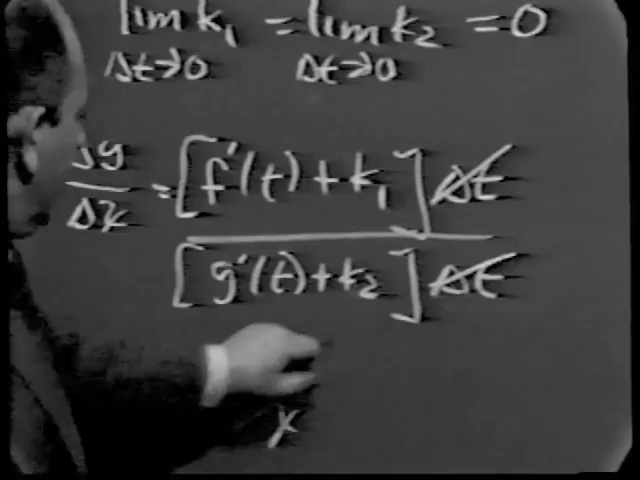 lim k₁ = lim k₂ = 0
Δt→0 Δt→0
Δy/Δx = [f'(t)+k₁]Δt
[g'(t)+k₂]Δt
x